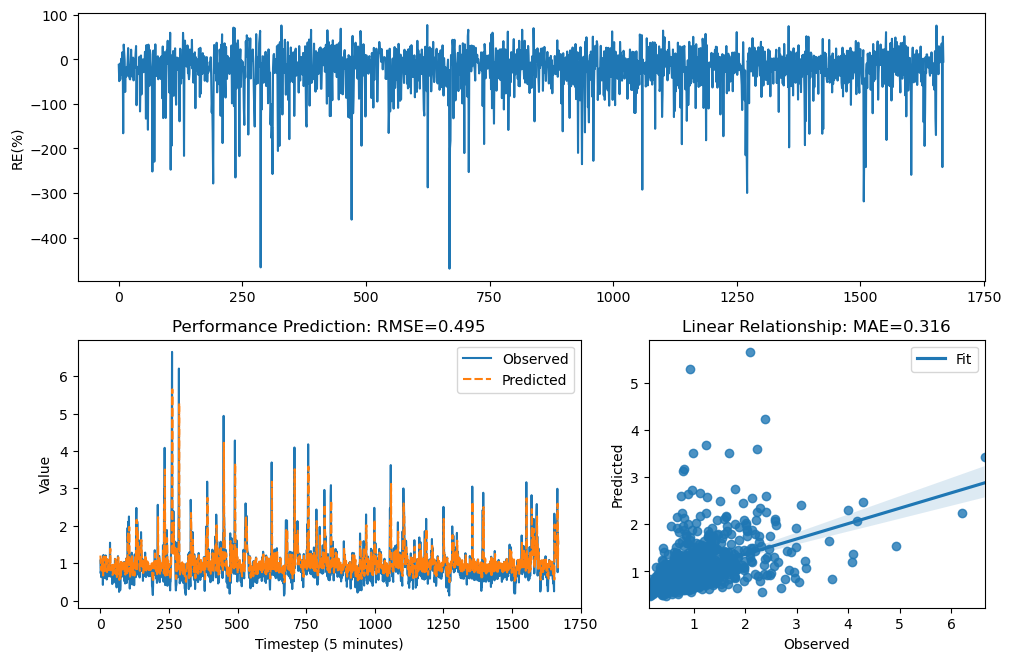 100
0
−100
−200
−300
−400
RE(%)
0 250 500 750 1000 1250 1500 1750
Performance Prediction: RMSE=0.495
Observed
Predicted
6
5
4
3
2
1
0
Value
0 250 500 750 1000 1250 1500 1750
Timestep (5 minutes)
Linear Relationship: MAE=0.316
Fit
5
4
3
2
1
Predicted
1 2 3 4 5 6
Observed